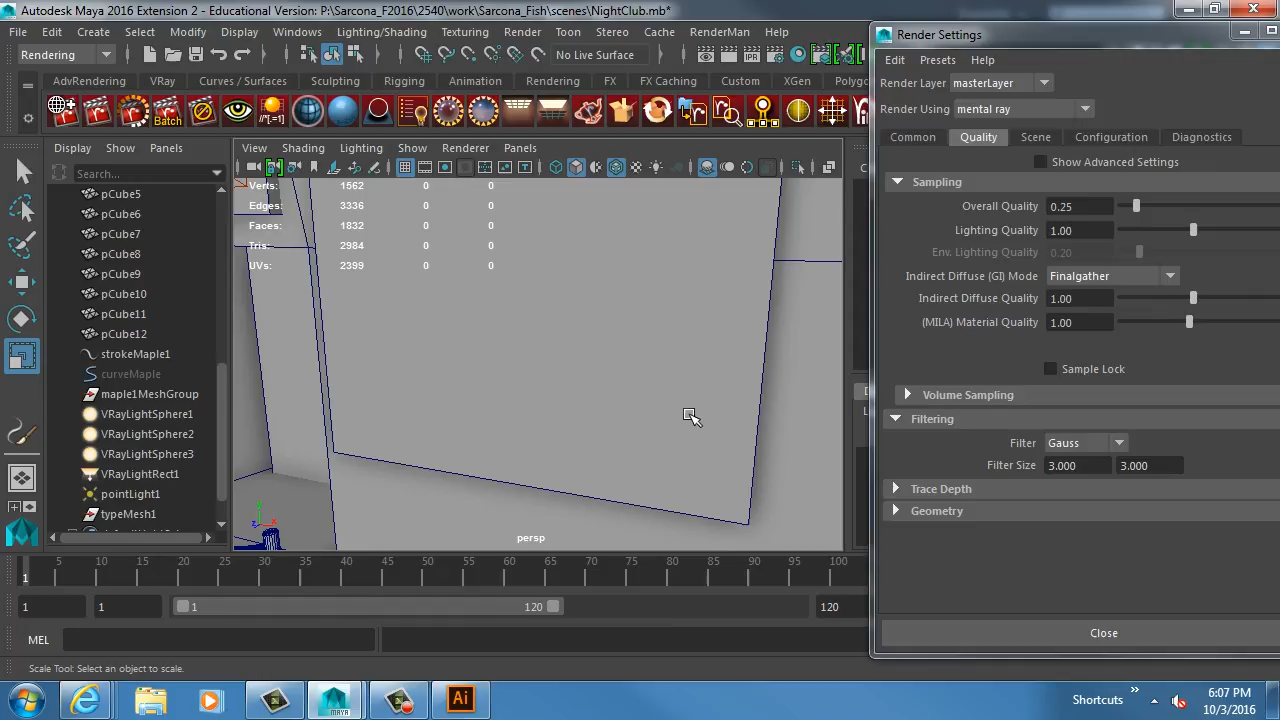 Autodesk Maya 2016 Extension 2 - Educational Version: P:\Sarcona_F2016\2540\work\Sarcona_Fish\scenes\NightClub.mb*
File Edit Create Select Modify Display Windows Lighting/Shading Texturing Render Toon Stereo Cache RenderMan Help
Rendering No Live Surface
AdvRendering VRay Curves / Surfaces Sculpting Rigging Animation Rendering FX FX Caching Custom XGen Polygo
Batch //*[...]
Display Show Panels
Search...
pCube5
pCube6
pCube7
pCube8
pCube9
pCube10
pCube11
pCube12
strokeMaple1
curveMaple
maple1MeshGroup
VRayLightSphere1
VRayLightSphere2
VRayLightSphere3
VRayLightRect1
pointLight1
typeMesh1
View Shading Lighting Show Renderer Panels
Verts: 1562 0 0
Edges: 3336 0 0
Faces: 1832 0 0
Tris: 2984 0 0
UVs: 2399 0 0
persp
Render Settings
Edit Presets Help
Render Layer masterLayer
Render Using mental ray
Common Quality Scene Configuration Diagnostics
Show Advanced Settings
Sampling
Overall Quality 0.25
Lighting Quality 1.00
Env. Lighting Quality 0.20
Indirect Diffuse (GI) Mode Finalgather
Indirect Diffuse Quality 1.00
(MILA) Material Quality 1.00
Sample Lock
Volume Sampling
Filtering
Filter Gauss
Filter Size 3.000 3.000
Trace Depth
Geometry
Close
1 5 10 15 20 25 30 35 40 45 50 55 60 65 70 75 80 85 90 95 100
1 1 1 120 120
MEL
Scale Tool: Select an object to scale.
MAYA Ai Shortcuts
6:07 PM
10/3/2016